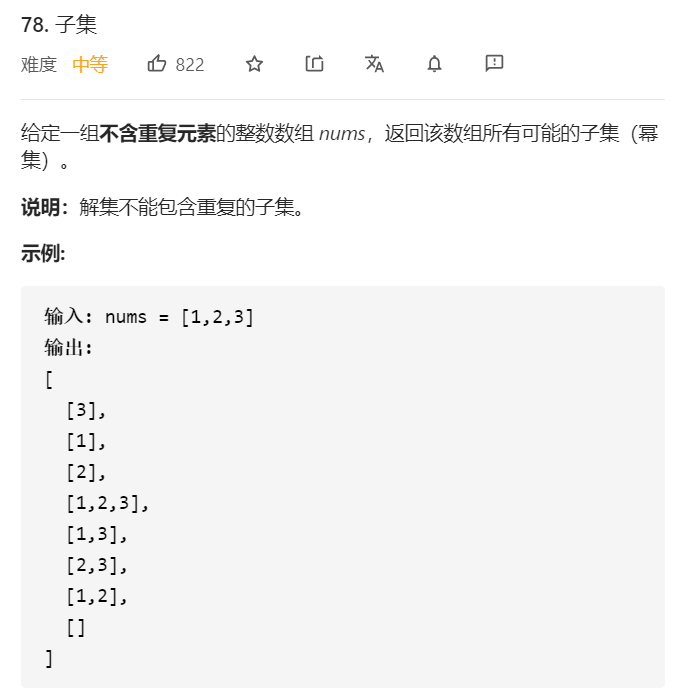 78. 子集
难度 中等 822
给定一组不含重复元素的整数数组 nums，返回该数组所有可能的子集（幂
集）。
说明：解集不能包含重复的子集。
示例:
输入: nums = [1,2,3]
输出:
[
  [3],
  [1],
  [2],
  [1,2,3],
  [1,3],
  [2,3],
  [1,2],
  []
]